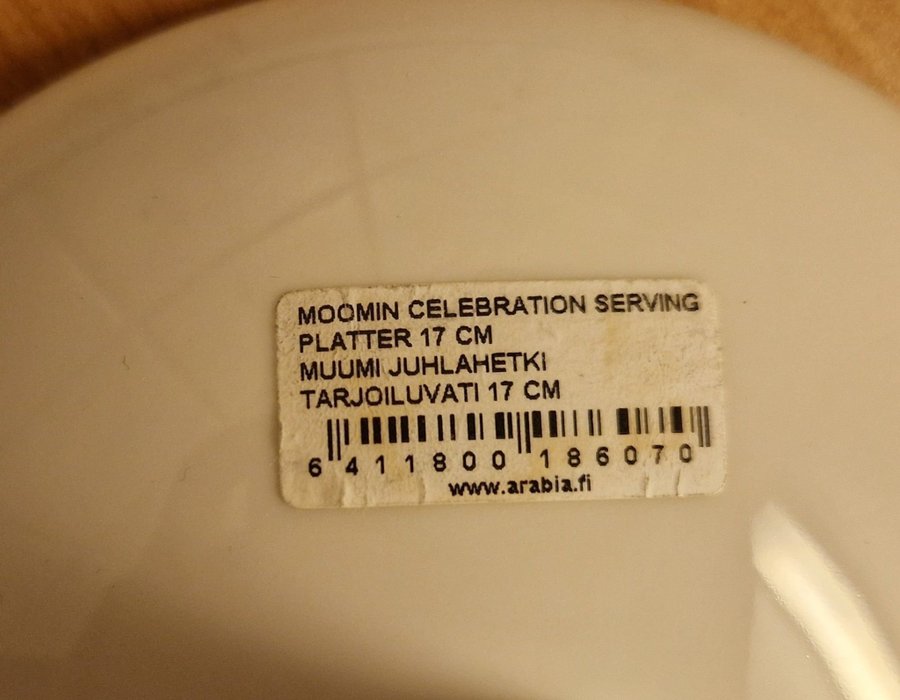 MOOMIN CELEBRATION SERVING
PLATTER 17 CM
MUUMI JUHLAHETKI
TARJOILUVATI 17 CM
6 411800 186070
www.arabia.fi